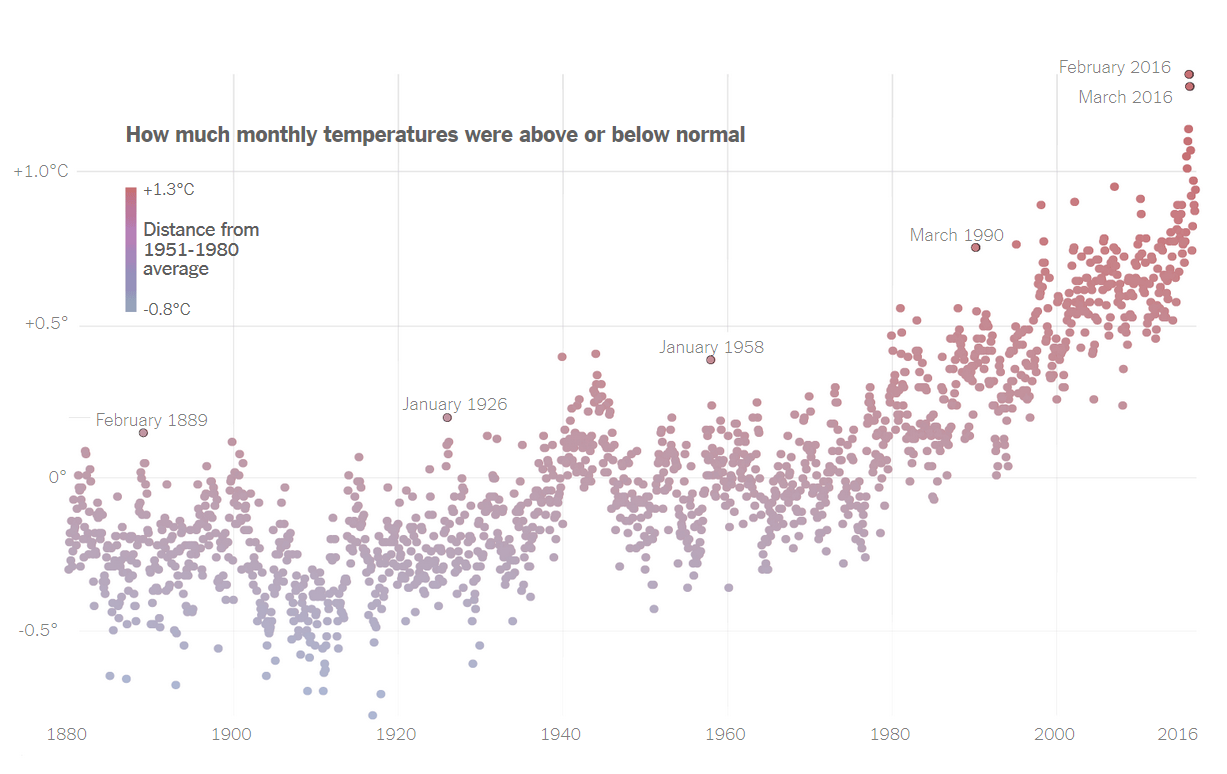 February 2016
March 2016
How much monthly temperatures were above or below normal
+1.0°C
+1.3°C
Distance from
1951-1980
average
-0.8°C
March 1990
+0.5°
January 1958
January 1926
February 1889
0°
-0.5°
1880 1900 1920 1940 1960 1980 2000 2016